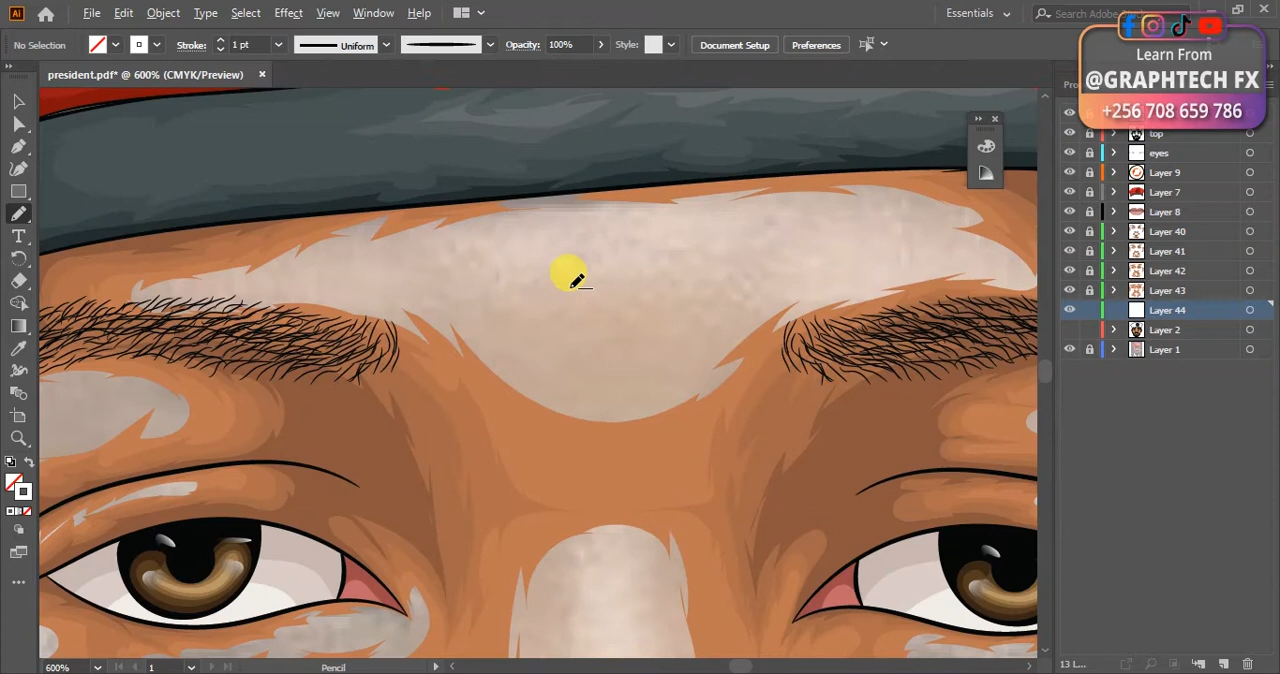 Ai File Edit Object Type Select Effect View Window Help Essentials Search Adobe Stock
No Selection Stroke: 1 pt Uniform Opacity: 100% Style: Document Setup Preferences
Learn From
@GRAPHTECH FX
+256 708 659 786
president.pdf* @ 600% (CMYK/Preview)
top
eyes
Layer 9
Layer 7
Layer 8
Layer 40
Layer 41
Layer 42
Layer 43
Layer 44
Layer 2
Layer 1
T
600% 1 Pencil 13 L...